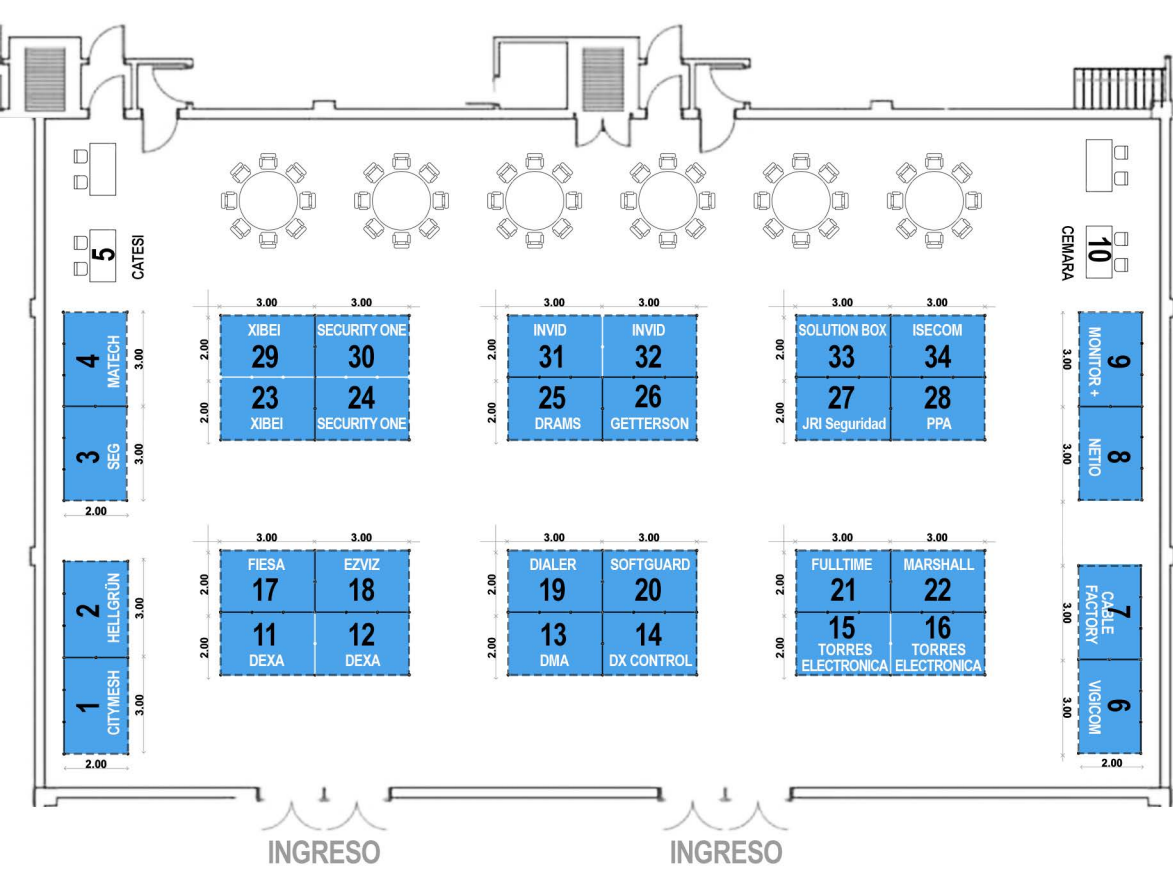 5
CATESI
CEMARA
10
3.00 3.00
3.00 3.00
3.00 3.00
4
MATECH
3.00
2.00
XIBEI
29
SECURITY ONE
30
2.00
INVID
31
INVID
32
2.00
SOLUTION BOX
33
ISECOM
34
3.00
MONITOR +
9
3
SEG
3.00
2.00
2.00
23
XIBEI
24
SECURITY ONE
2.00
25
DRAMS
26
GETTERSON
2.00
27
JRI Seguridad
28
PPA
3.00
NETIO
8
3.00 3.00
3.00 3.00
3.00 3.00
2
HELLGRÜN
3.00
2.00
FIESA
17
EZVIZ
18
2.00
DIALER
19
SOFTGUARD
20
2.00
FULLTIME
21
MARSHALL
22
3.00
CABLE
FACTORY
7
1
CITYMESH
3.00
2.00
2.00
11
DEXA
12
DEXA
2.00
13
DMA
14
DX CONTROL
2.00
15
TORRES
ELECTRONICA
16
TORRES
ELECTRONICA
3.00
VIGICOM
6
2.00
INGRESO
INGRESO